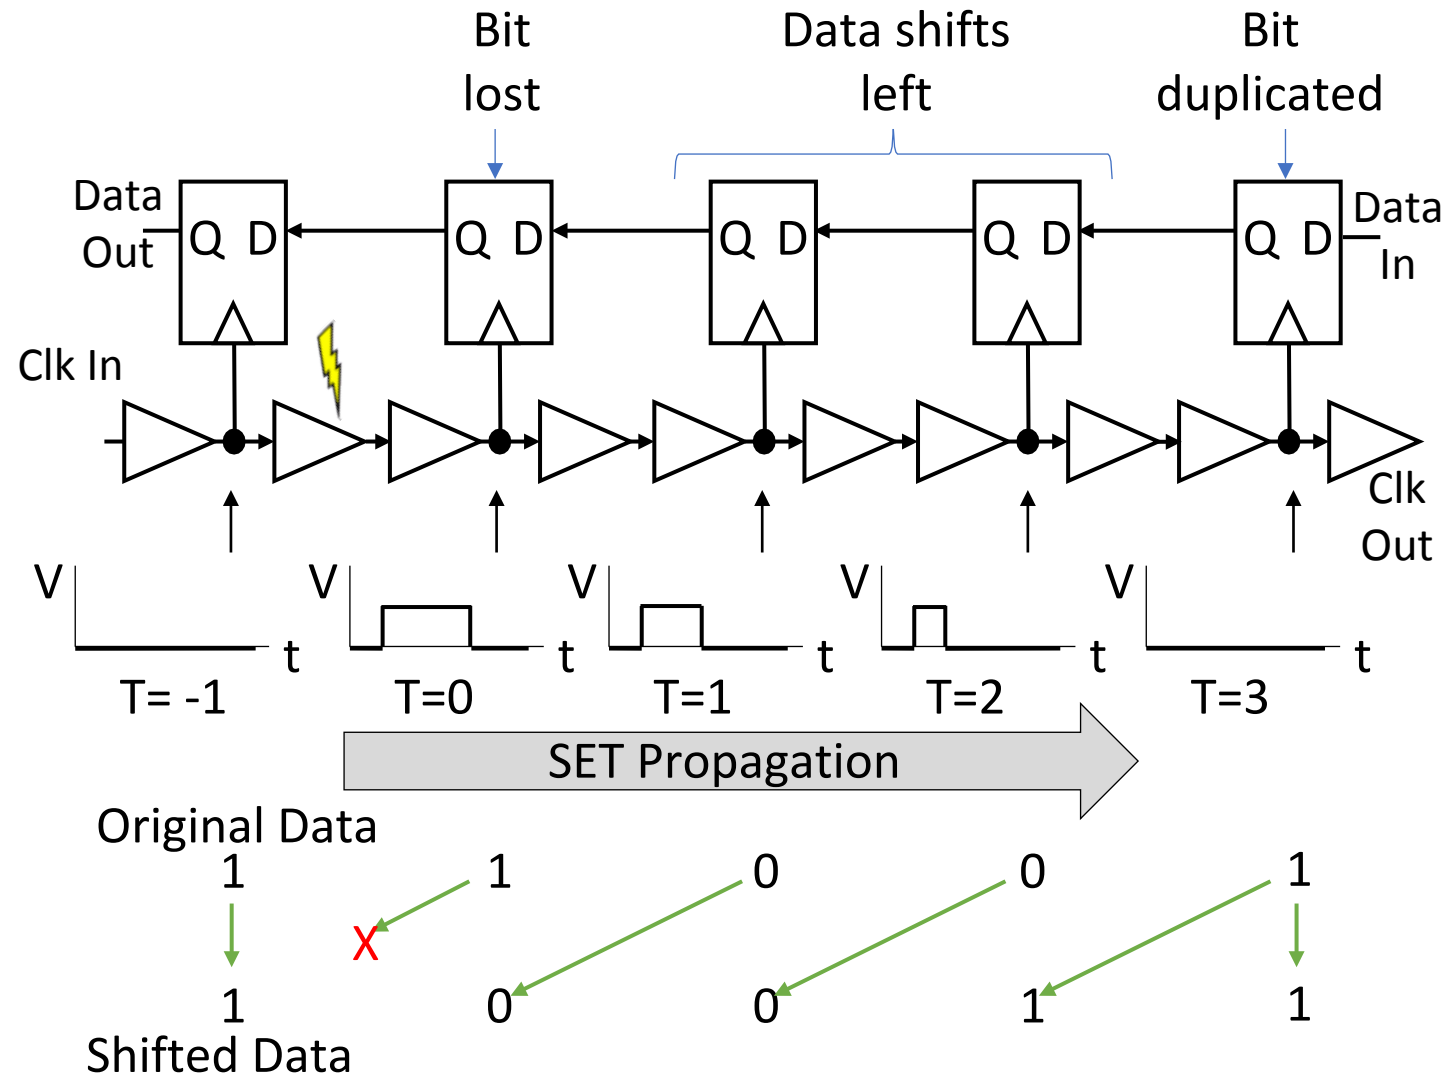 Bit
lost
Data shifts
left
Bit
duplicated
Data
Out
Q D
Q D
Q D
Q D
Q D
Data
In
Clk In
Clk
Out
V
t
T= -1
V
t
T=0
V
t
T=1
V
t
T=2
V
t
T=3
SET Propagation
Original Data
1 1 0 0 1
X
1 0 0 1 1
Shifted Data